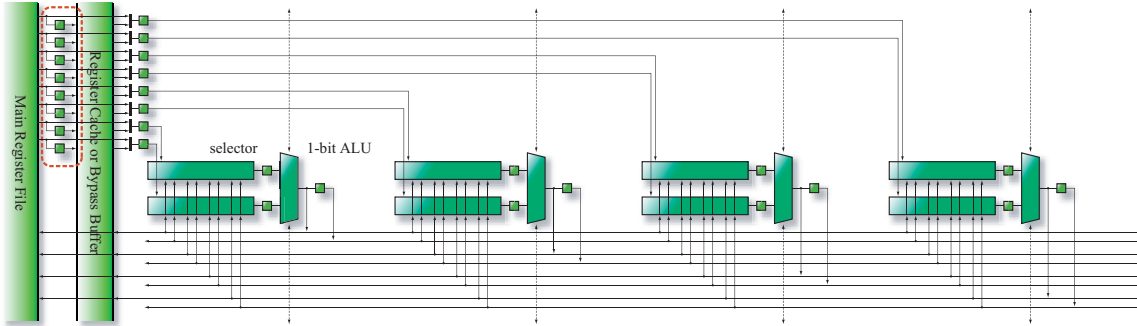 Main Register File
Register Cache or Bypass Buffer
selector
1-bit ALU